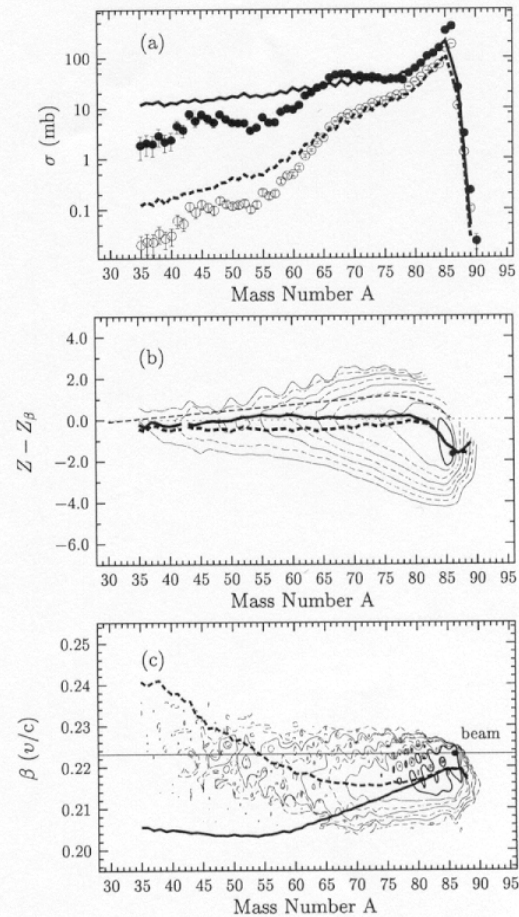 (a)
100
10
1
0.1
σ (mb)
30 35 40 45 50 55 60 65 70 75 80 85 90 95
Mass Number A
(b)
4.0
2.0
0.0
-2.0
-4.0
-6.0
Z − Z_β
30 35 40 45 50 55 60 65 70 75 80 85 90 95
Mass Number A
(c)
0.25
0.24
0.23
0.22
0.21
0.20
β (υ/c)
beam
30 35 40 45 50 55 60 65 70 75 80 85 90 95
Mass Number A